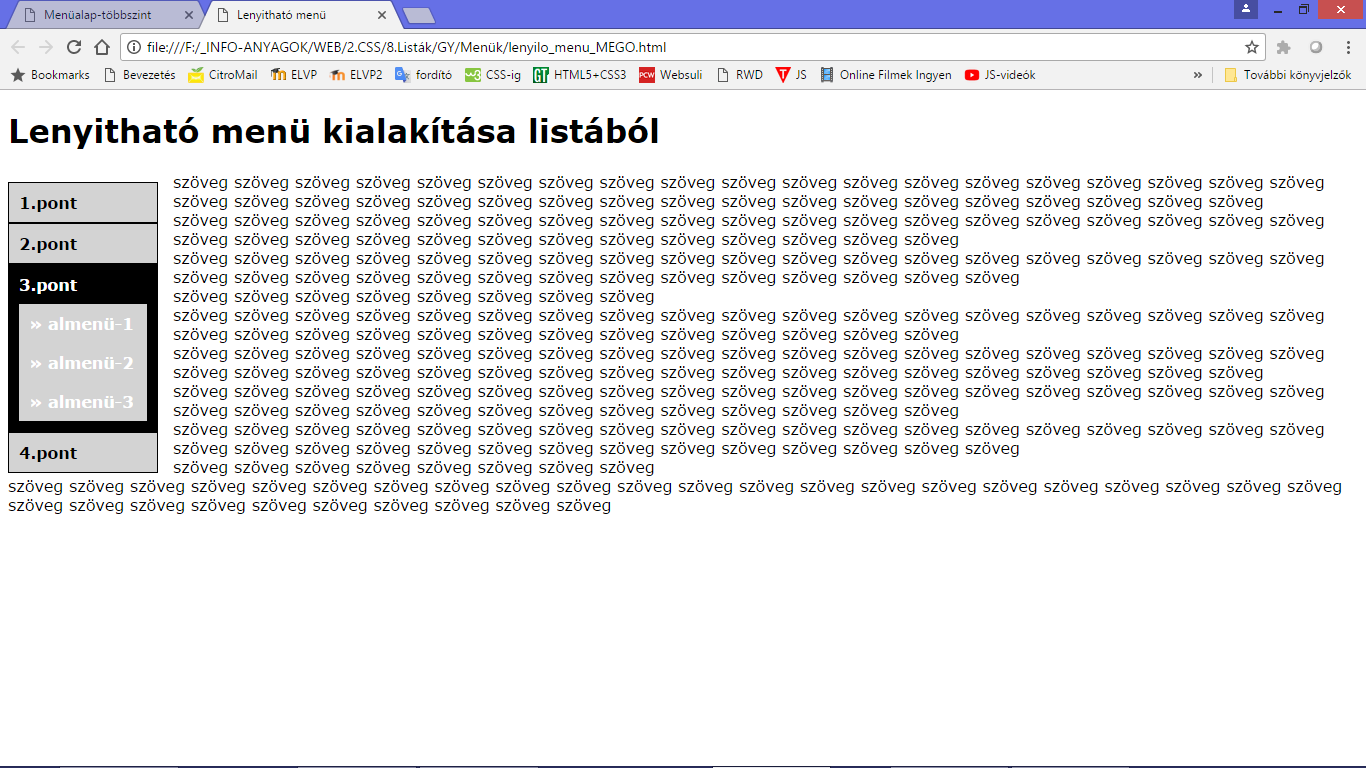 Menüalap-többszint
Lenyitható menü
file:///F:/_INFO-ANYAGOK/WEB/2.CSS/8.Listák/GY/Menük/lenyilo_menu_MEGO.html
Bookmarks Bevezetés CitroMail ELVP ELVP2 fordító CSS-ig HTML5+CSS3 Websuli RWD JS Online Filmek Ingyen JS-videók » További könyvjelzők
Lenyitható menü kialakítása listából
1.pont
2.pont
3.pont
» almenü-1
» almenü-2
» almenü-3
4.pont
szöveg szöveg szöveg szöveg szöveg szöveg szöveg szöveg szöveg szöveg szöveg szöveg szöveg szöveg szöveg szöveg szöveg szöveg szöveg
szöveg szöveg szöveg szöveg szöveg szöveg szöveg szöveg szöveg szöveg szöveg szöveg szöveg szöveg szöveg szöveg szöveg szöveg
szöveg szöveg szöveg szöveg szöveg szöveg szöveg szöveg szöveg szöveg szöveg szöveg szöveg szöveg szöveg szöveg szöveg szöveg szöveg
szöveg szöveg szöveg szöveg szöveg szöveg szöveg szöveg szöveg szöveg szöveg szöveg szöveg
szöveg szöveg szöveg szöveg szöveg szöveg szöveg szöveg szöveg szöveg szöveg szöveg szöveg szöveg szöveg szöveg szöveg szöveg szöveg
szöveg szöveg szöveg szöveg szöveg szöveg szöveg szöveg szöveg szöveg szöveg szöveg szöveg szöveg
szöveg szöveg szöveg szöveg szöveg szöveg szöveg szöveg
szöveg szöveg szöveg szöveg szöveg szöveg szöveg szöveg szöveg szöveg szöveg szöveg szöveg szöveg szöveg szöveg szöveg szöveg szöveg
szöveg szöveg szöveg szöveg szöveg szöveg szöveg szöveg szöveg szöveg szöveg szöveg szöveg
szöveg szöveg szöveg szöveg szöveg szöveg szöveg szöveg szöveg szöveg szöveg szöveg szöveg szöveg szöveg szöveg szöveg szöveg szöveg
szöveg szöveg szöveg szöveg szöveg szöveg szöveg szöveg szöveg szöveg szöveg szöveg szöveg szöveg szöveg szöveg szöveg szöveg
szöveg szöveg szöveg szöveg szöveg szöveg szöveg szöveg szöveg szöveg szöveg szöveg szöveg szöveg szöveg szöveg szöveg szöveg szöveg
szöveg szöveg szöveg szöveg szöveg szöveg szöveg szöveg szöveg szöveg szöveg szöveg szöveg
szöveg szöveg szöveg szöveg szöveg szöveg szöveg szöveg szöveg szöveg szöveg szöveg szöveg szöveg szöveg szöveg szöveg szöveg szöveg
szöveg szöveg szöveg szöveg szöveg szöveg szöveg szöveg szöveg szöveg szöveg szöveg szöveg szöveg
szöveg szöveg szöveg szöveg szöveg szöveg szöveg szöveg
szöveg szöveg szöveg szöveg szöveg szöveg szöveg szöveg szöveg szöveg szöveg szöveg szöveg szöveg szöveg szöveg szöveg szöveg szöveg szöveg szöveg szöveg
szöveg szöveg szöveg szöveg szöveg szöveg szöveg szöveg szöveg szöveg